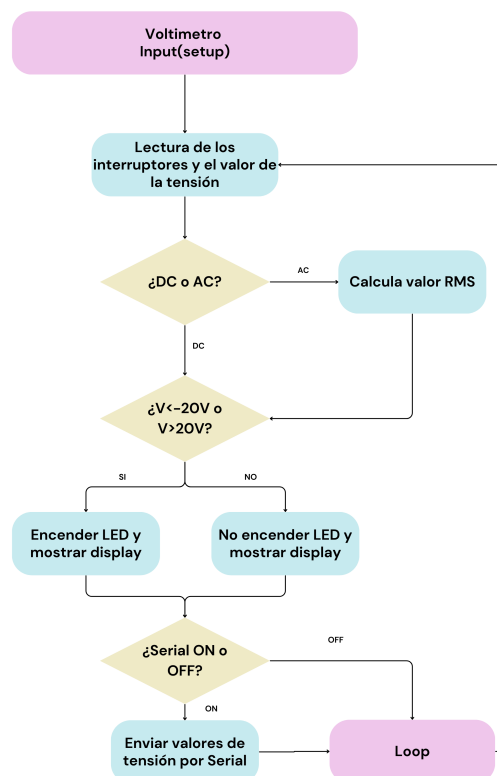 Voltimetro
Input(setup)
Lectura de los
interruptores y el valor de
la tensión
¿DC o AC?
AC
Calcula valor RMS
DC
¿V<-20V o
V>20V?
SI
NO
Encender LED y
mostrar display
No encender LED y
mostrar display
¿Serial ON o
OFF?
OFF
ON
Enviar valores de
tensión por Serial
Loop